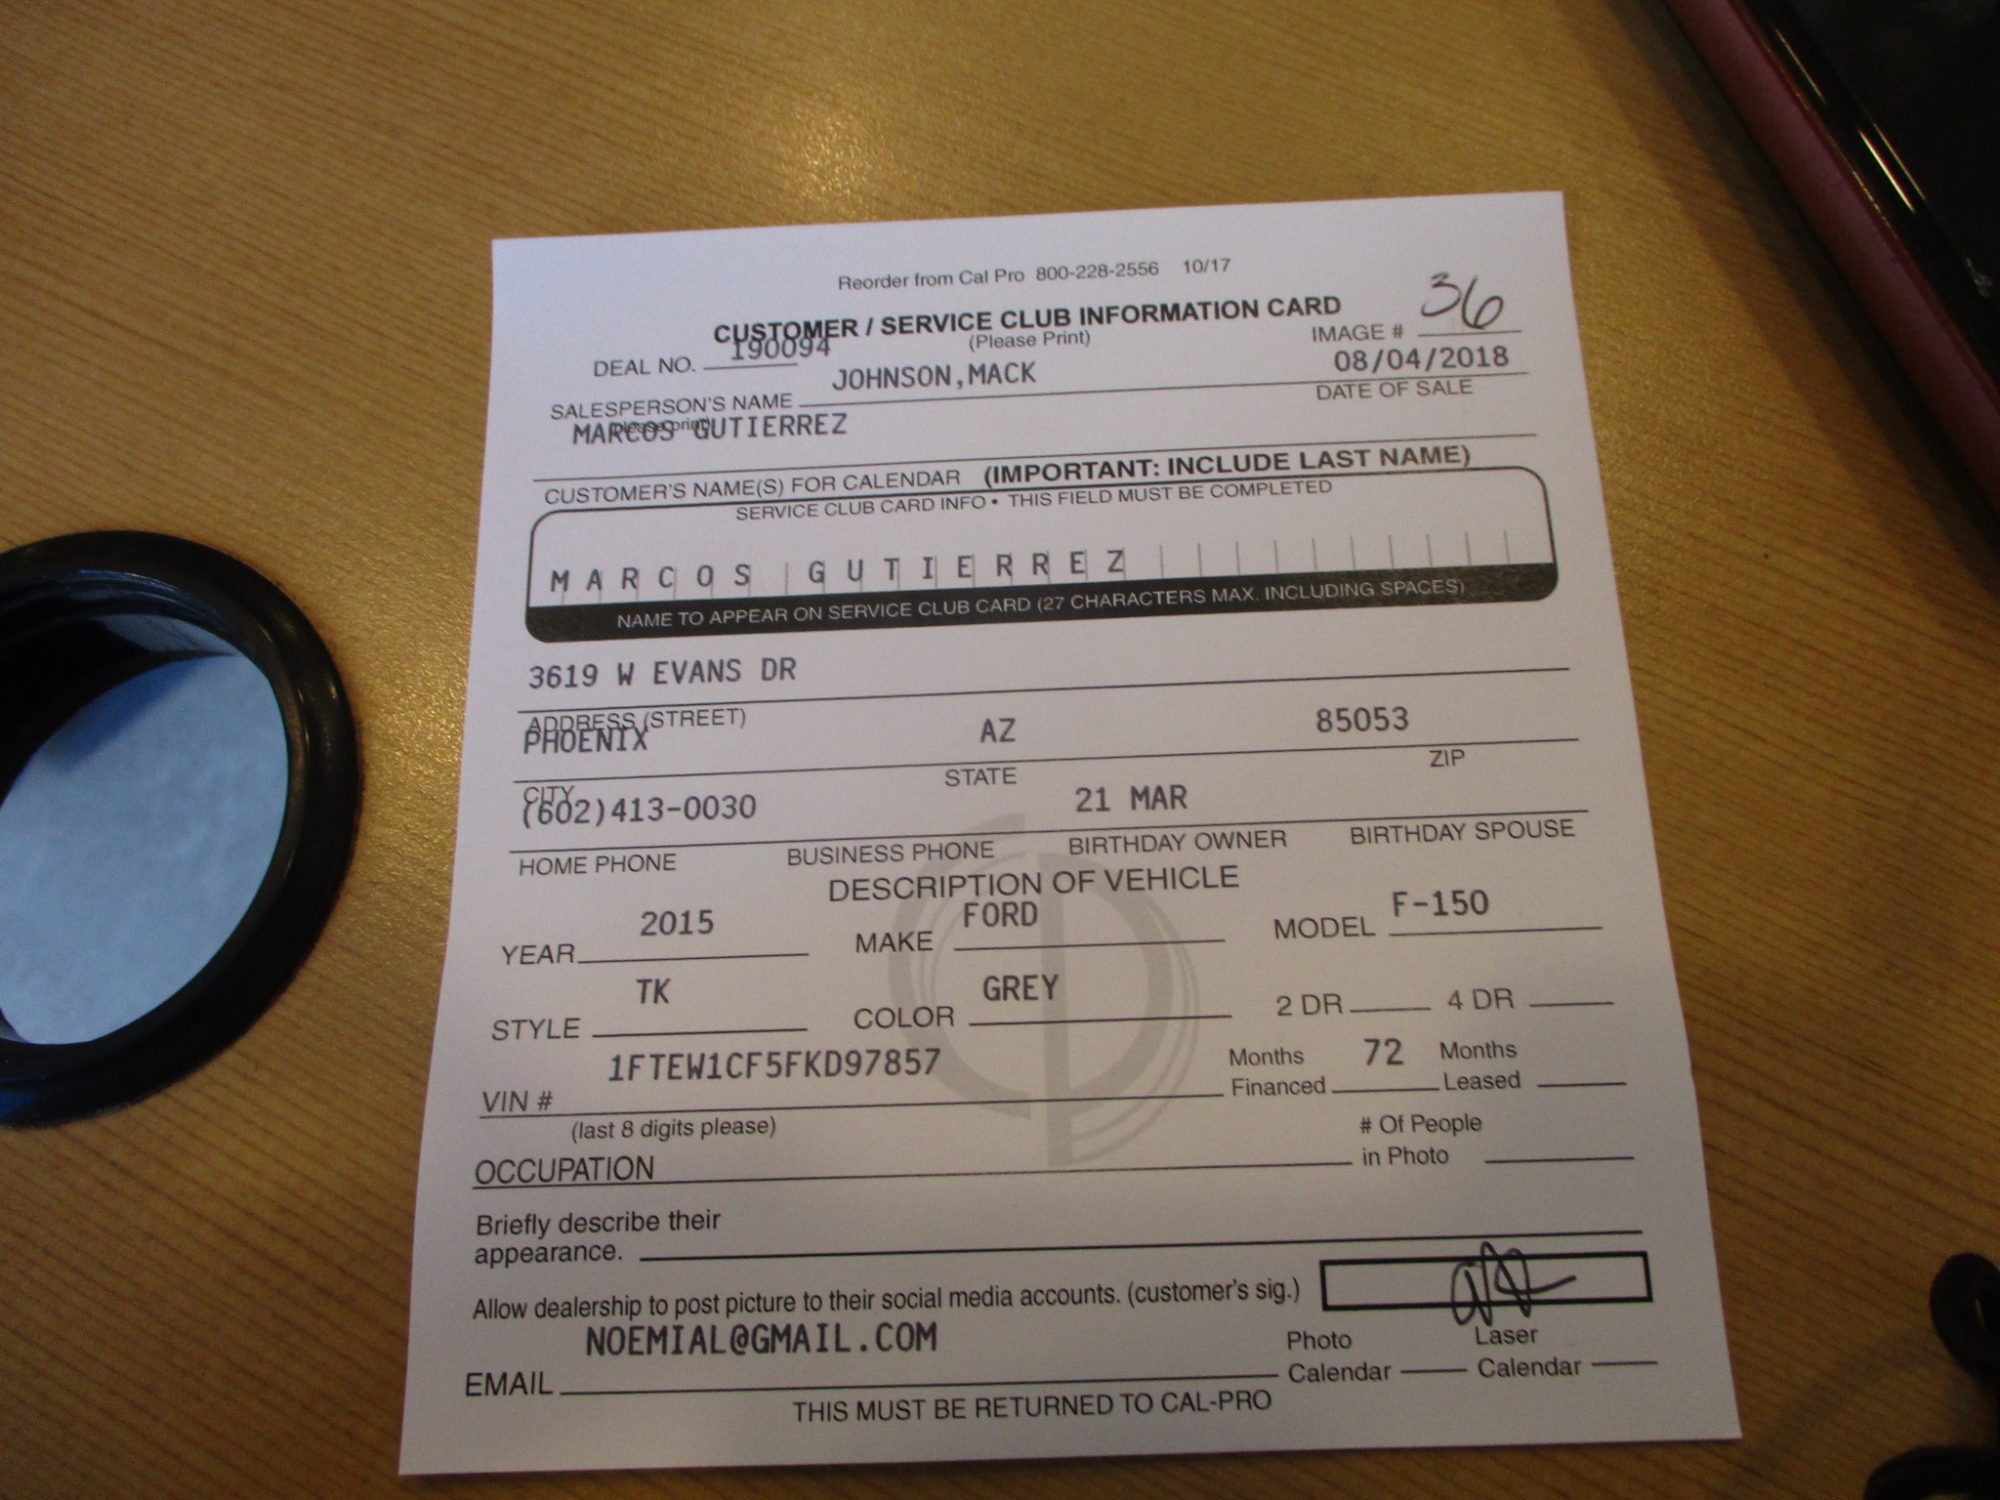 Reorder from Cal Pro 800-228-2556 10/17
CUSTOMER / SERVICE CLUB INFORMATION CARD
(Please Print)
IMAGE # 36
DEAL NO. 190094
SALESPERSON'S NAME JOHNSON,MACK
08/04/2018
DATE OF SALE
(please print)
MARCOS GUTIERREZ
CUSTOMER'S NAME(S) FOR CALENDAR (IMPORTANT: INCLUDE LAST NAME)
SERVICE CLUB CARD INFO • THIS FIELD MUST BE COMPLETED
MARCOS GUTIERREZ
NAME TO APPEAR ON SERVICE CLUB CARD (27 CHARACTERS MAX. INCLUDING SPACES)
3619 W EVANS DR
ADDRESS (STREET)
PHOENIX AZ 85053
CITY STATE ZIP
(602)413-0030 21 MAR
HOME PHONE BUSINESS PHONE BIRTHDAY OWNER BIRTHDAY SPOUSE
DESCRIPTION OF VEHICLE
YEAR 2015 MAKE FORD MODEL F-150
STYLE TK COLOR GREY 2 DR 4 DR
VIN # 1FTEW1CF5FKD97857
(last 8 digits please)
Months Financed 72 Months Leased
OCCUPATION
# Of People in Photo
Briefly describe their
appearance.
Allow dealership to post picture to their social media accounts. (customer's sig.)
EMAIL NOEMIAL@GMAIL.COM
Photo Calendar Laser Calendar
THIS MUST BE RETURNED TO CAL-PRO